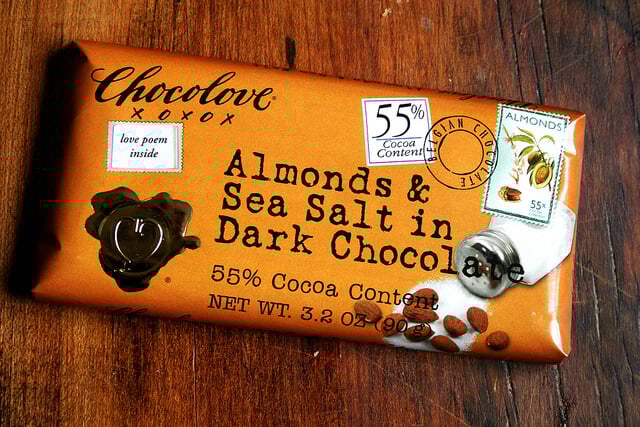 Chocolove®
XOXOX
love poem
inside
55%
Cocoa
Content
BELGIAN CHOCOLATE
ALMONDS
55%
Almonds &
Sea Salt in
Dark Chocolate
®
55% Cocoa Content
NET WT. 3.2 OZ (90 g)